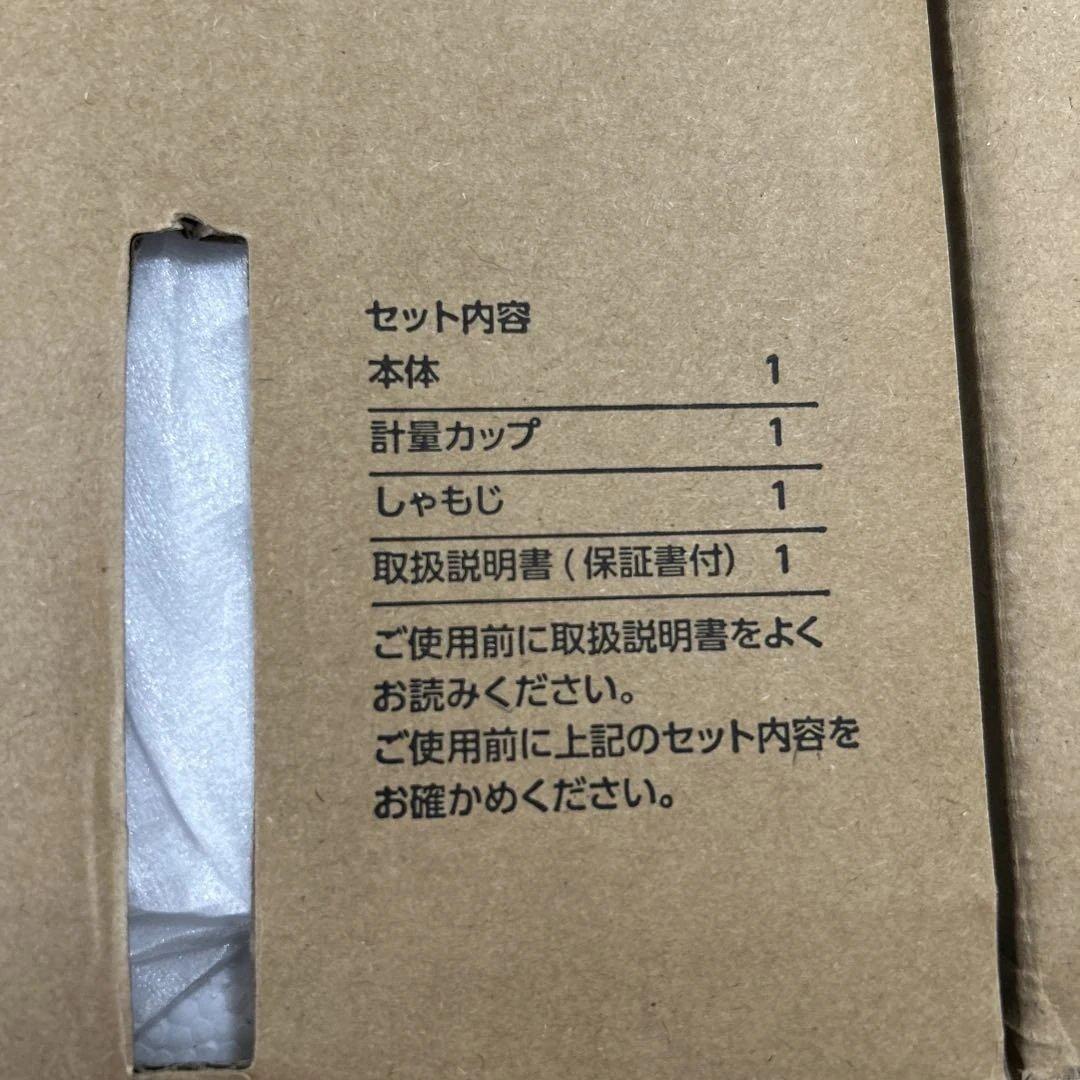 セット内容
本体 1
計量カップ 1
しゃもじ 1
取扱説明書(保証書付) 1
ご使用前に取扱説明書をよく
お読みください。
ご使用前に上記のセット内容を
お確かめください。